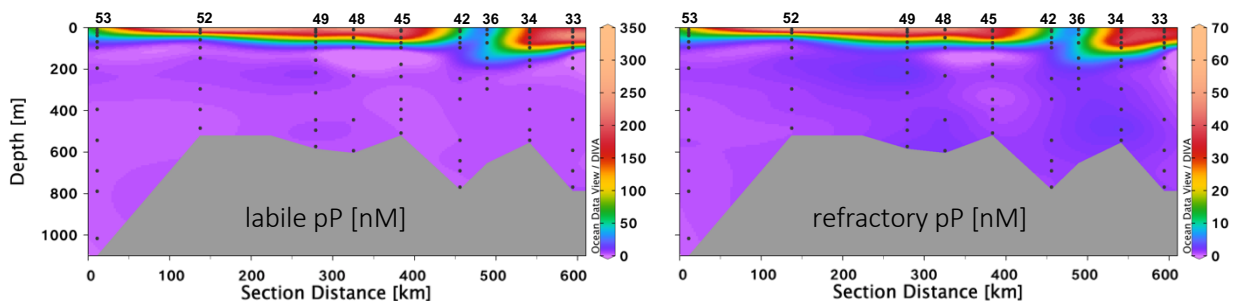 53 52 49 48 45 42 36 34 33
0
200
400
600
800
1000
Depth [m]
labile pP [nM]
0 100 200 300 400 500 600
Section Distance [km]
350
300
250
200
150
100
50
0
Ocean Data View / DIVA
53 52 49 48 45 42 36 34 33
refractory pP [nM]
0 100 200 300 400 500 600
Section Distance [km]
70
60
50
40
30
20
10
0
Ocean Data View / DIVA